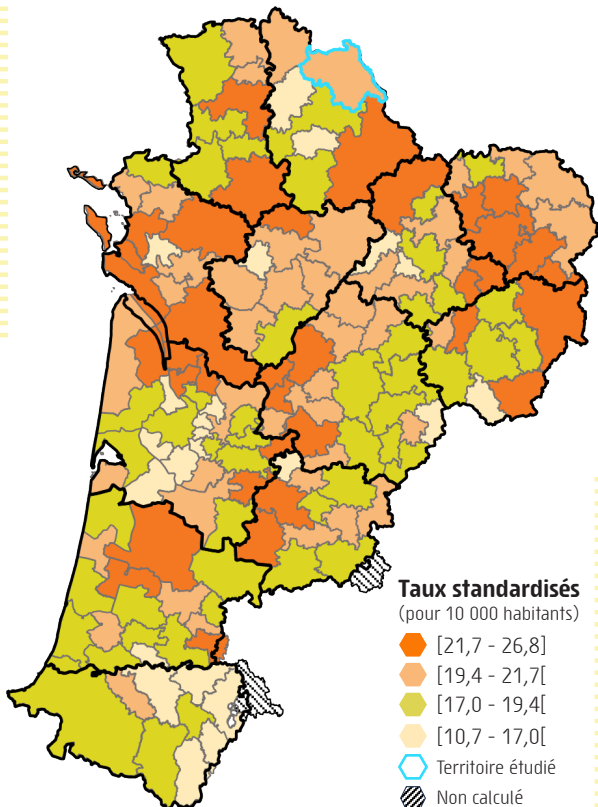 Taux standardisés
(pour 10 000 habitants)
[21,7 - 26,8]
[19,4 - 21,7[
[17,0 - 19,4[
[10,7 - 17,0[
Territoire étudié
Non calculé